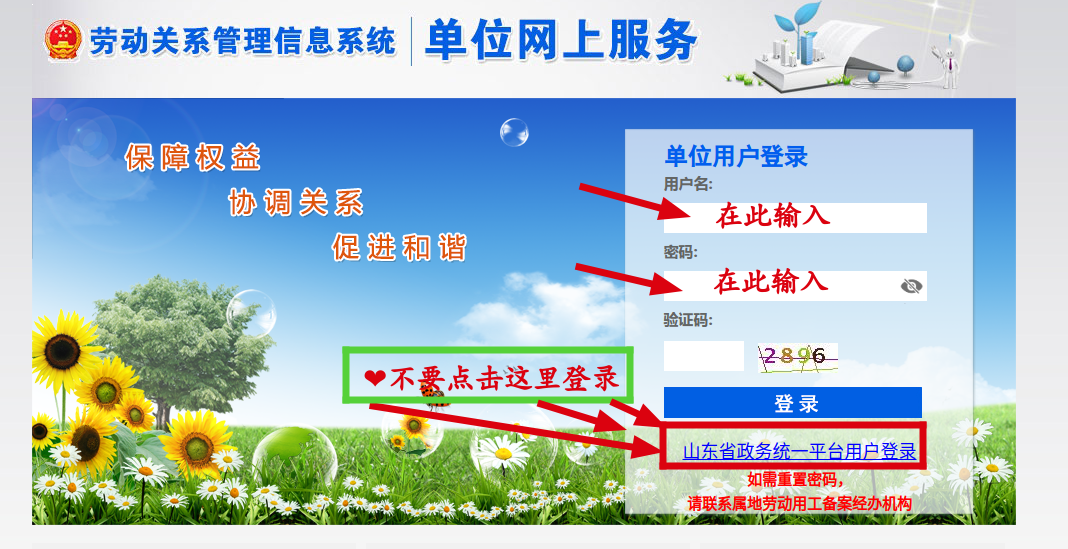 劳动关系管理信息系统 单位网上服务
保障权益
协调关系
促进和谐
单位用户登录
用户名:
在此输入
密码:
在此输入
验证码:
2896
❤不要点击这里登录
登 录
山东省政务统一平台用户登录
如需重置密码，
请联系属地劳动用工备案经办机构